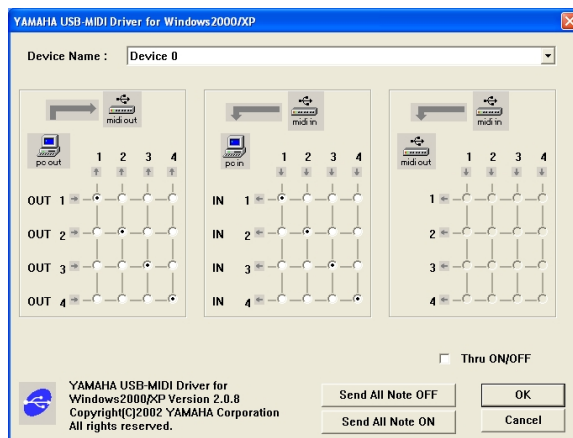 YAMAHA USB-MIDI Driver for Windows2000/XP
Device Name : Device 0
midi out
pc out
1 2 3 4
OUT 1
OUT 2
OUT 3
OUT 4
midi in
pc in
1 2 3 4
IN 1
IN 2
IN 3
IN 4
midi in
midi out
1 2 3 4
1
2
3
4
Thru ON/OFF
YAMAHA USB-MIDI Driver for
Windows2000/XP Version 2.0.8
Copyright(C)2002 YAMAHA Corporation
All rights reserved.
Send All Note OFF
OK
Send All Note ON
Cancel